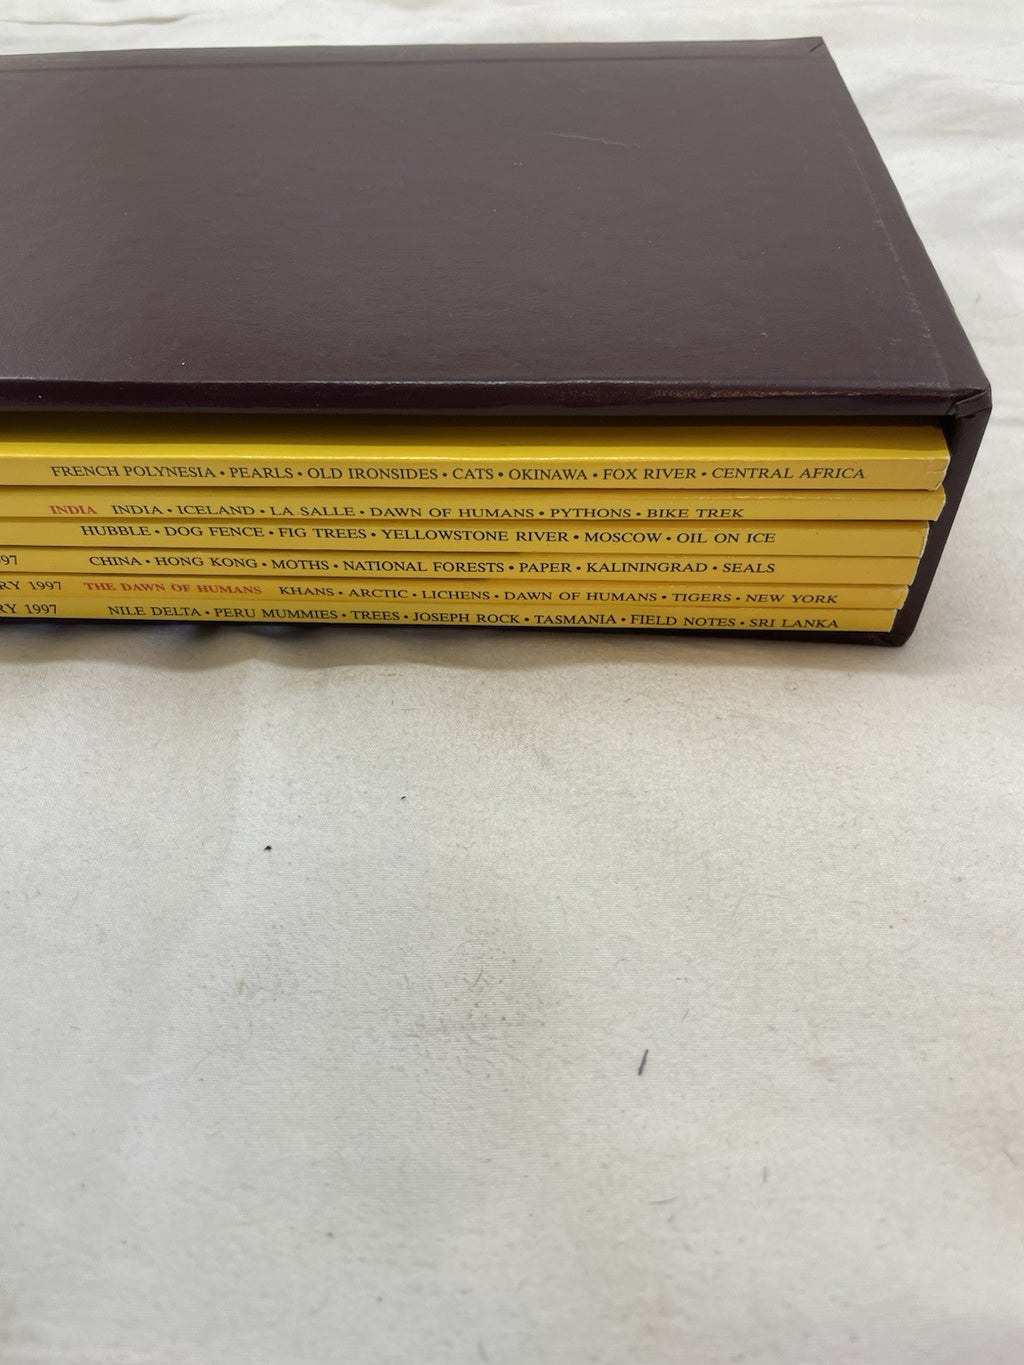 FRENCH POLYNESIA • PEARLS • OLD IRONSIDES • CATS • OKINAWA • FOX RIVER • CENTRAL AFRICA
INDIA INDIA • ICELAND • LA SALLE • DAWN OF HUMANS • PYTHONS • BIKE TREK
HUBBLE • DOG FENCE • FIG TREES • YELLOWSTONE RIVER • MOSCOW • OIL ON ICE
97 CHINA • HONG KONG • MOTHS • NATIONAL FORESTS • PAPER • KALININGRAD • SEALS
RY 1997 THE DAWN OF HUMANS KHANS • ARCTIC • LICHENS • DAWN OF HUMANS • TIGERS • NEW YORK
RY 1997 NILE DELTA • PERU MUMMIES • TREES • JOSEPH ROCK • TASMANIA • FIELD NOTES • SRI LANKA